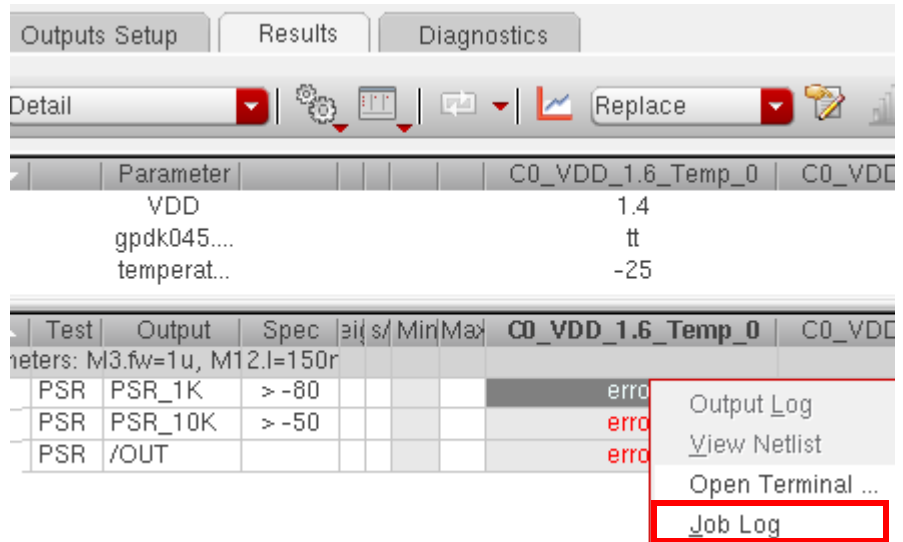 Outputs Setup Results Diagnostics
Detail Replace
Parameter C0_VDD_1.6_Temp_0 C0_VDD
VDD 1.4
gpdk045.... tt
temperat... -25
Test Output Spec s/ Min Max C0_VDD_1.6_Temp_0 C0_VDD
neters: M3.fw=1u, M12.l=150n
PSR PSR_1K > -80 erro
PSR PSR_10K > -50 erro
PSR /OUT erro
Output Log
View Netlist
Open Terminal ...
Job Log